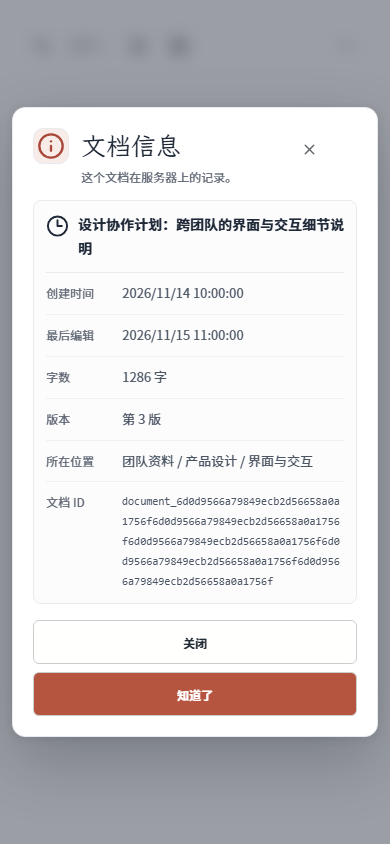 文档信息
这个文档在服务器上的记录。
设计协作计划：跨团队的界面与交互细节说
明
创建时间 2026/11/14 10:00:00
最后编辑 2026/11/15 11:00:00
字数 1286 字
版本 第 3 版
所在位置 团队资料 / 产品设计 / 界面与交互
文档 ID document_6d0d9566a79849ecb2d56658a0a
1756f6d0d9566a79849ecb2d56658a0a1756
f6d0d9566a79849ecb2d56658a0a1756f6d0
d9566a79849ecb2d56658a0a1756f6d0d956
6a79849ecb2d56658a0a1756f
关闭
知道了